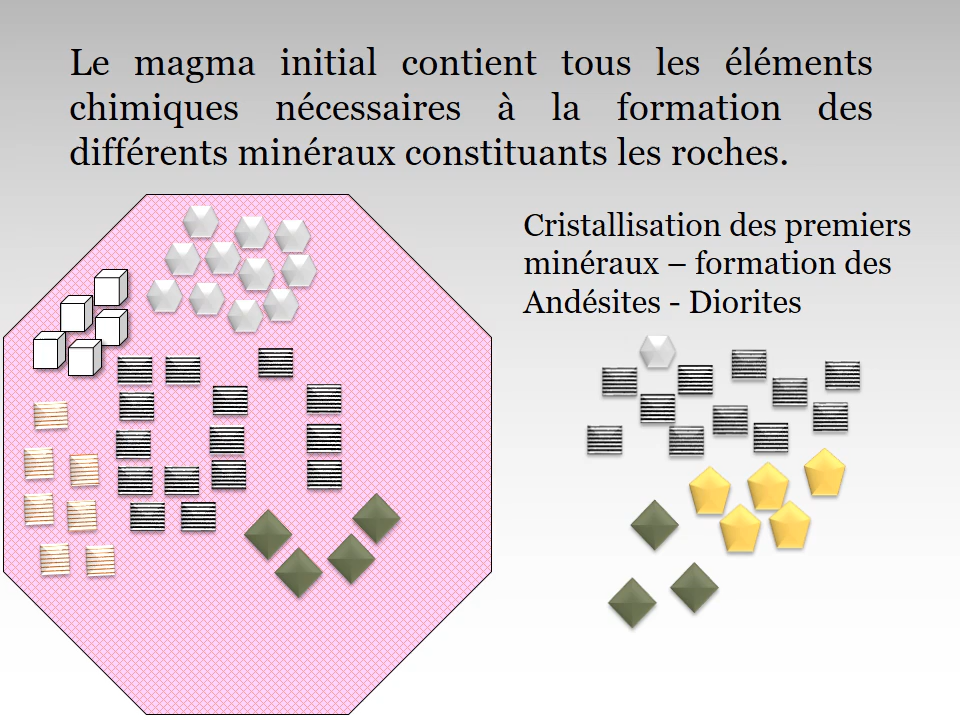 Le magma initial contient tous les éléments
chimiques nécessaires à la formation des
différents minéraux constituants les roches.
Cristallisation des premiers
minéraux – formation des
Andésites - Diorites